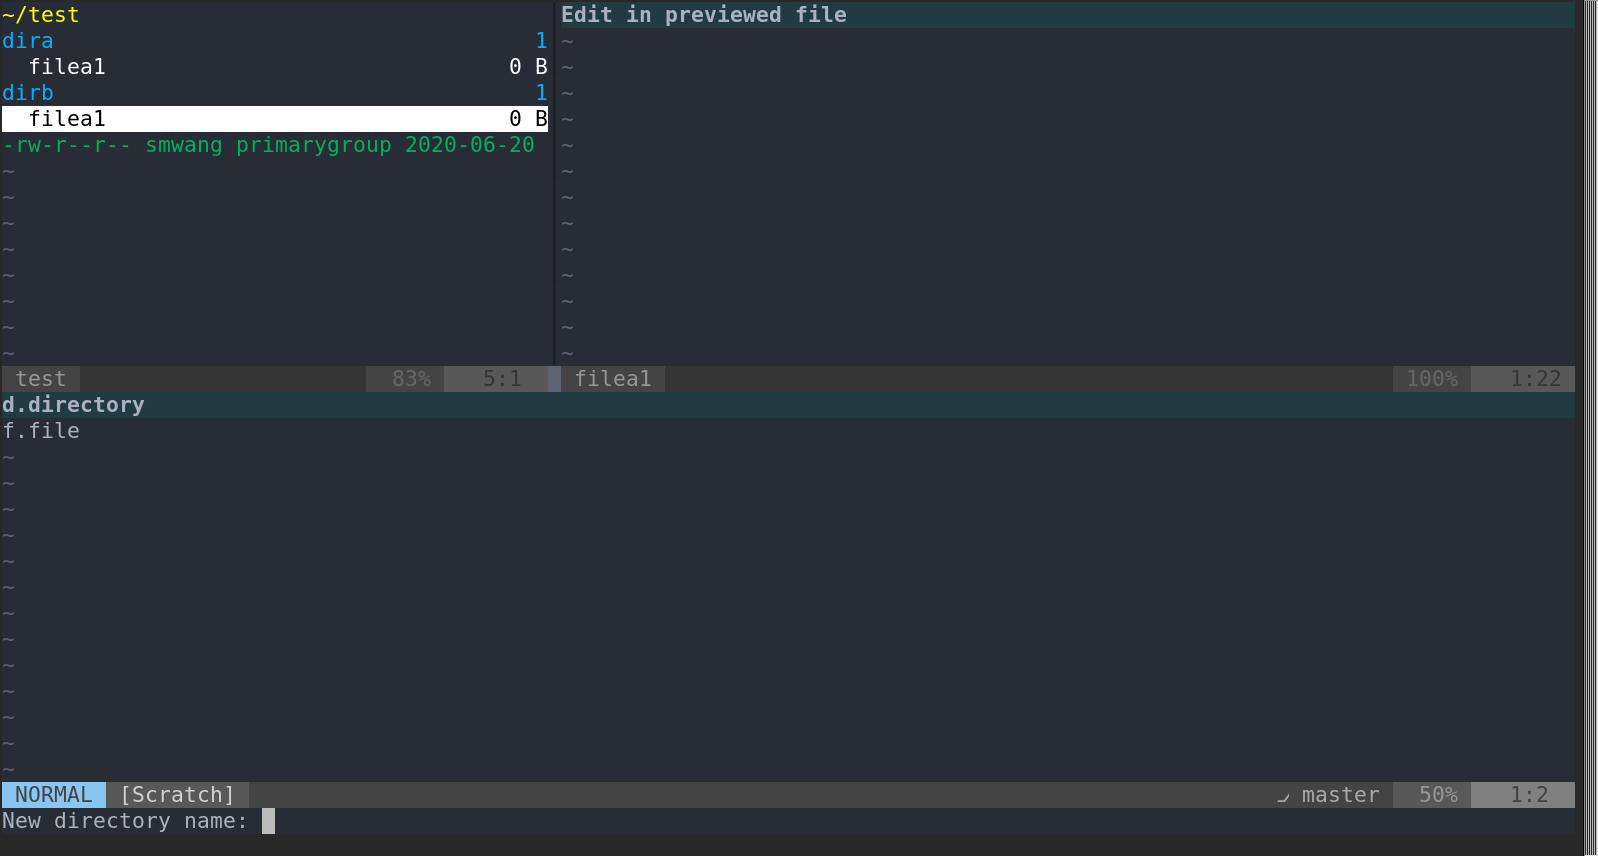 ~/test
dira 1
filea1 0 B
dirb 1
filea1 0 B
-rw-r--r-- smwang primarygroup 2020-06-20
~
~
~
~
~
~
~
~
Edit in previewed file
~
~
~
~
~
~
~
~
~
~
~
~
~
test 83% 5:1
filea1 100% 1:22
d.directory
f.file
~
~
~
~
~
~
~
~
~
~
~
~
~
NORMAL [Scratch] master 50% 1:2
New directory name: